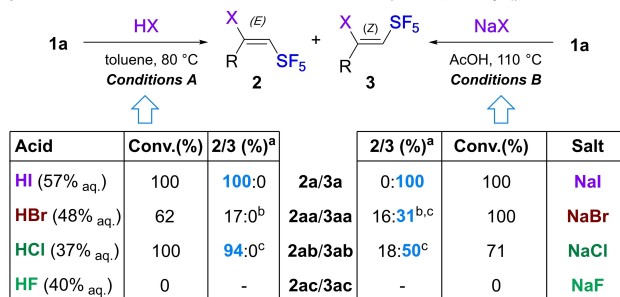 HX
NaX
1a
toluene, 80 °C
Conditions A
X
(E)
R
SF5
2
+
X
(Z)
SF5
R
3
AcOH, 110 °C
Conditions B
1a
Acid Conv.(%) 2/3 (%)a 2/3 (%)a Conv.(%) Salt
HI (57% aq.) 100 100:0 2a/3a 0:100 100 NaI
HBr (48% aq.) 62 17:0b 2aa/3aa 16:31b,c 100 NaBr
HCl (37% aq.) 100 94:0c 2ab/3ab 18:50c 71 NaCl
HF (40% aq.) 0 - 2ac/3ac - 0 NaF